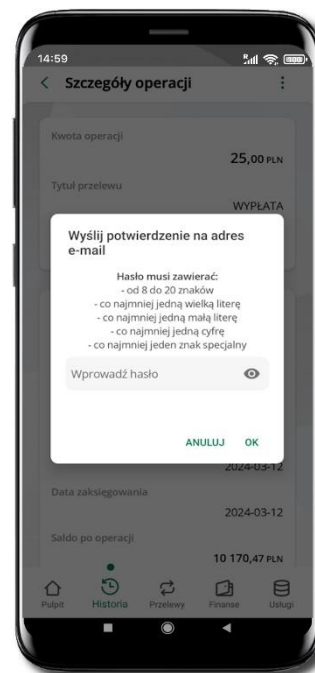 14:59
Szczegóły operacji
Kwota operacji
25,00 PLN
Tytuł przelewu
WYPŁATA
Wyślij potwierdzenie na adres
e-mail
Hasło musi zawierać:
- od 8 do 20 znaków
- co najmniej jedną wielką literę
- co najmniej jedną małą literę
- co najmniej jedną cyfrę
- co najmniej jeden znak specjalny
Wprowadź hasło
ANULUJ OK
2024-03-12
Data zaksięgowania
2024-03-12
Saldo po operacji
10 170,47 PLN
Pulpit Historia Przelewy Finanse Usługi